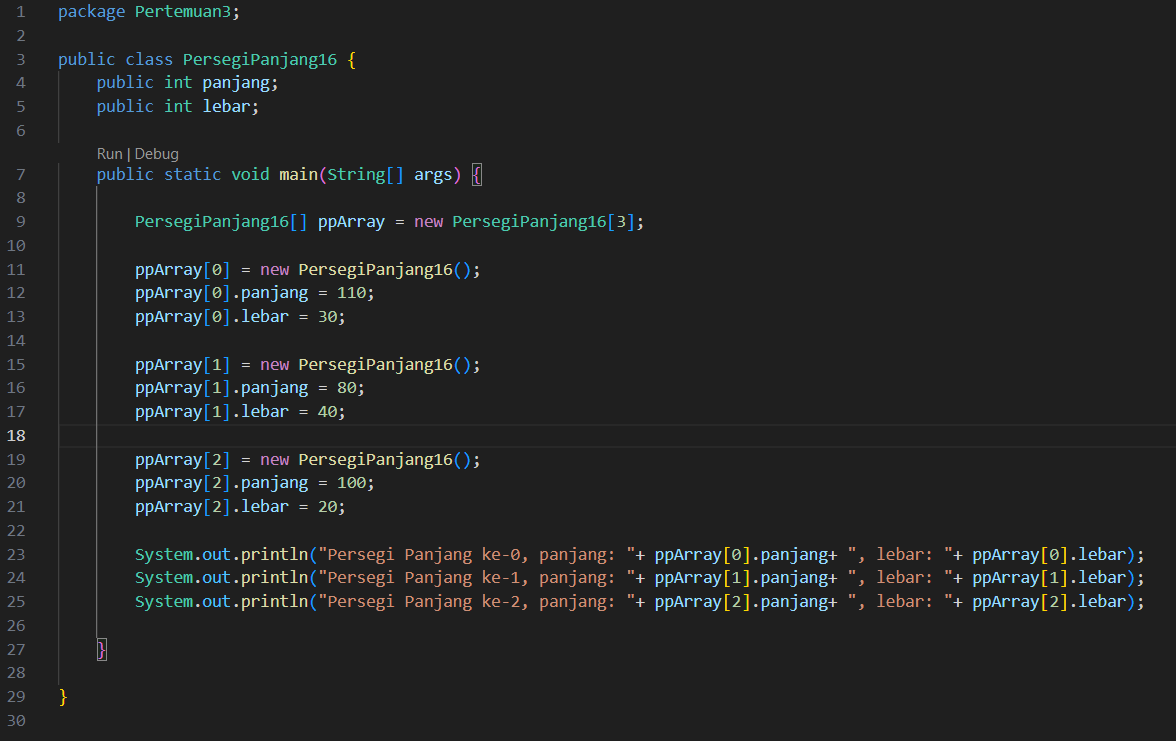 1 package Pertemuan3;
2
3 public class PersegiPanjang16 {
4 public int panjang;
5 public int lebar;
6
Run | Debug
7 public static void main(String[] args) {
8
9 PersegiPanjang16[] ppArray = new PersegiPanjang16[3];
10
11 ppArray[0] = new PersegiPanjang16();
12 ppArray[0].panjang = 110;
13 ppArray[0].lebar = 30;
14
15 ppArray[1] = new PersegiPanjang16();
16 ppArray[1].panjang = 80;
17 ppArray[1].lebar = 40;
18
19 ppArray[2] = new PersegiPanjang16();
20 ppArray[2].panjang = 100;
21 ppArray[2].lebar = 20;
22
23 System.out.println("Persegi Panjang ke-0, panjang: "+ ppArray[0].panjang+ ", lebar: "+ ppArray[0].lebar);
24 System.out.println("Persegi Panjang ke-1, panjang: "+ ppArray[1].panjang+ ", lebar: "+ ppArray[1].lebar);
25 System.out.println("Persegi Panjang ke-2, panjang: "+ ppArray[2].panjang+ ", lebar: "+ ppArray[2].lebar);
26
27 }
28
29 }
30